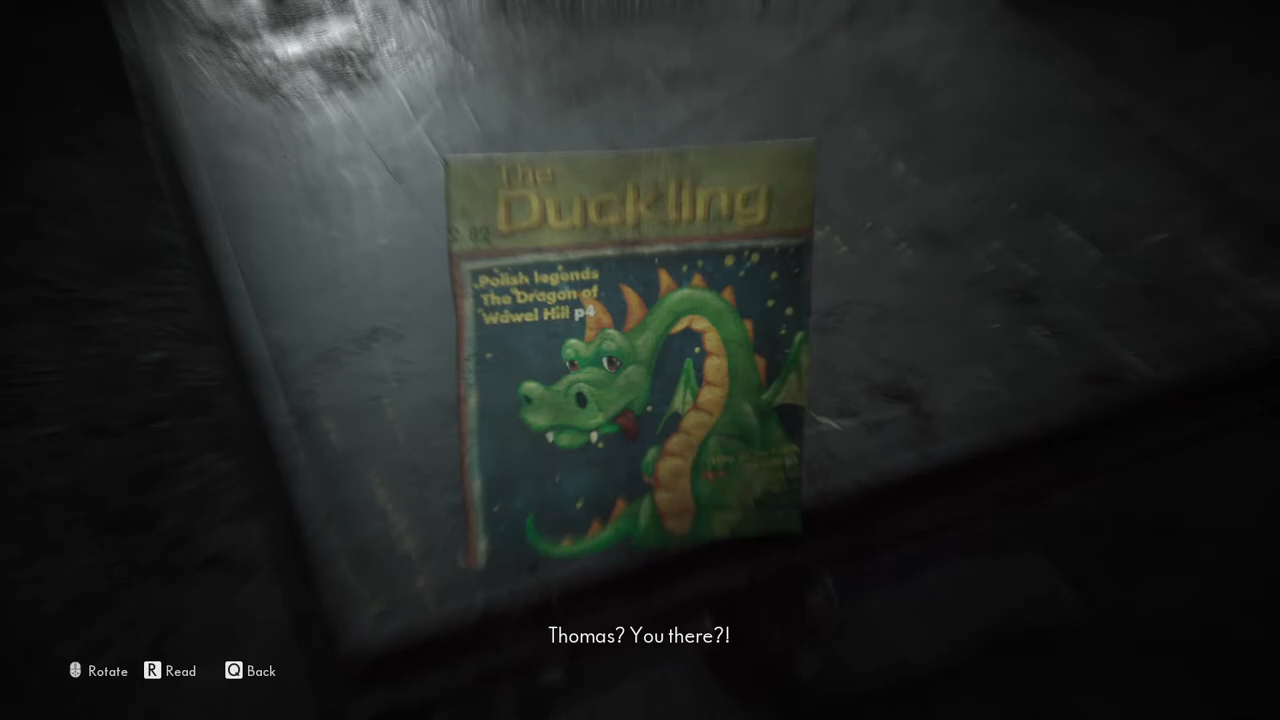 The
Duckling
Polish legends
The Dragon of
Wawel Hill p4
Thomas? You there?!
Rotate
R Read
Q Back